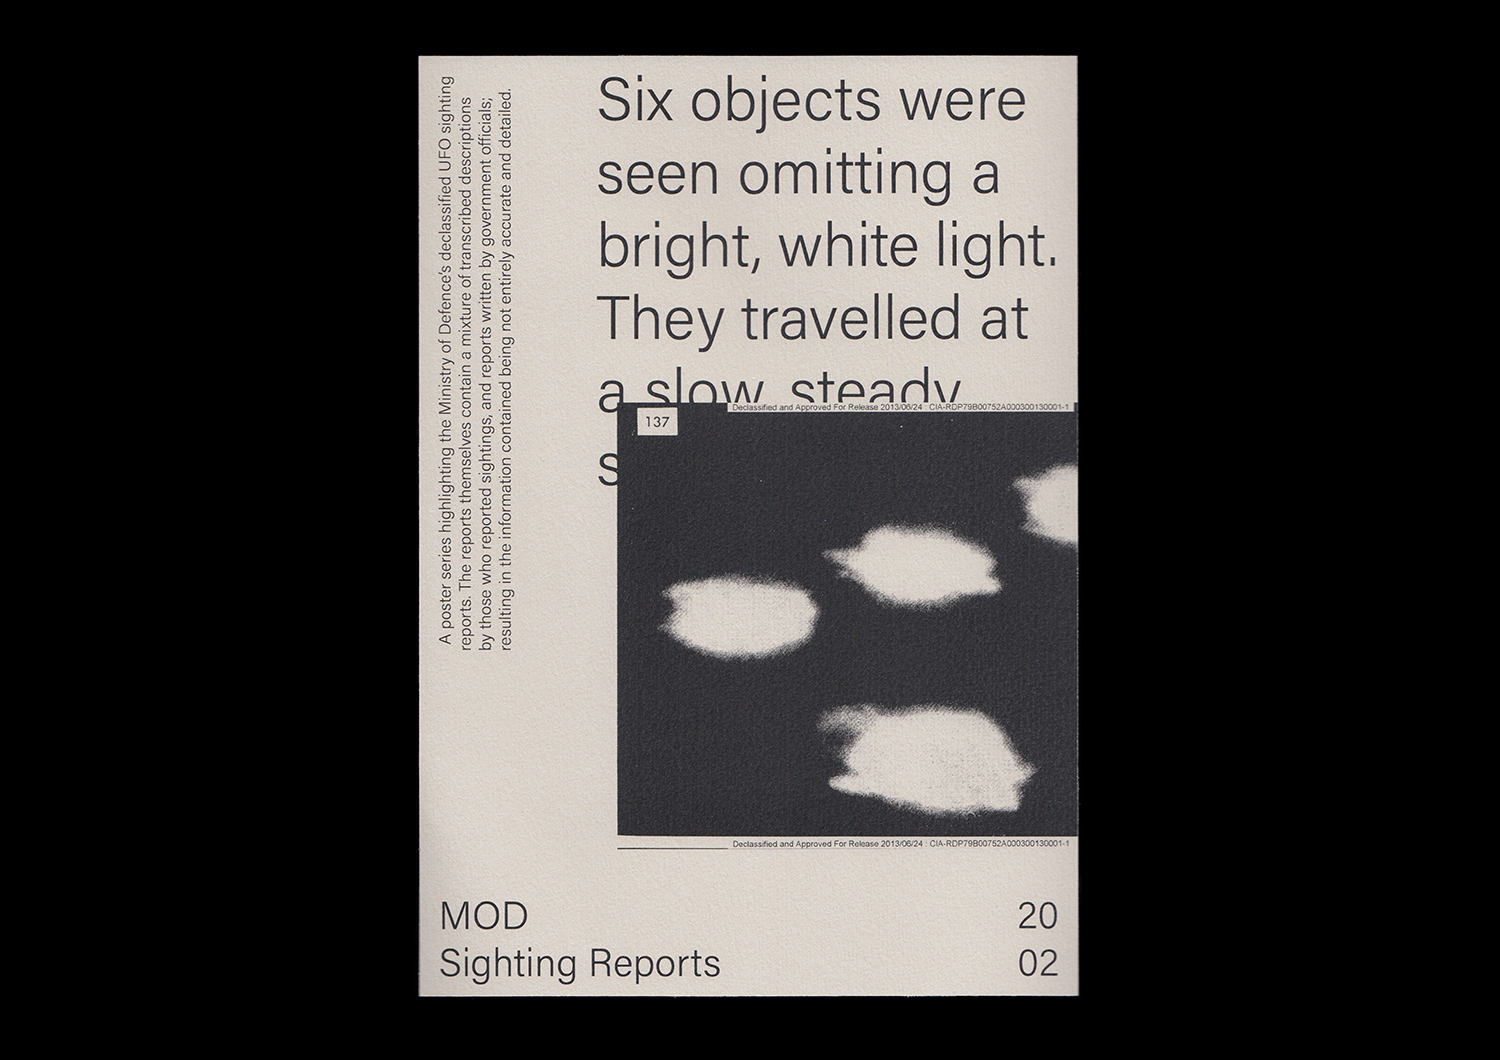 Six objects were
seen omitting a
bright, white light.
They travelled at
a slow, steady
s
A poster series highlighting the Ministry of Defence's declassified UFO sighting
reports. The reports themselves contain a mixture of transcribed descriptions
by those who reported sightings, and reports written by government officials;
resulting in the information contained being not entirely accurate and detailed.
Declassified and Approved For Release 2013/06/24 : CIA-RDP79B00752A000300130001-1
137
Declassified and Approved For Release 2013/06/24 : CIA-RDP79B00752A000300130001-1
MOD
Sighting Reports
20
02